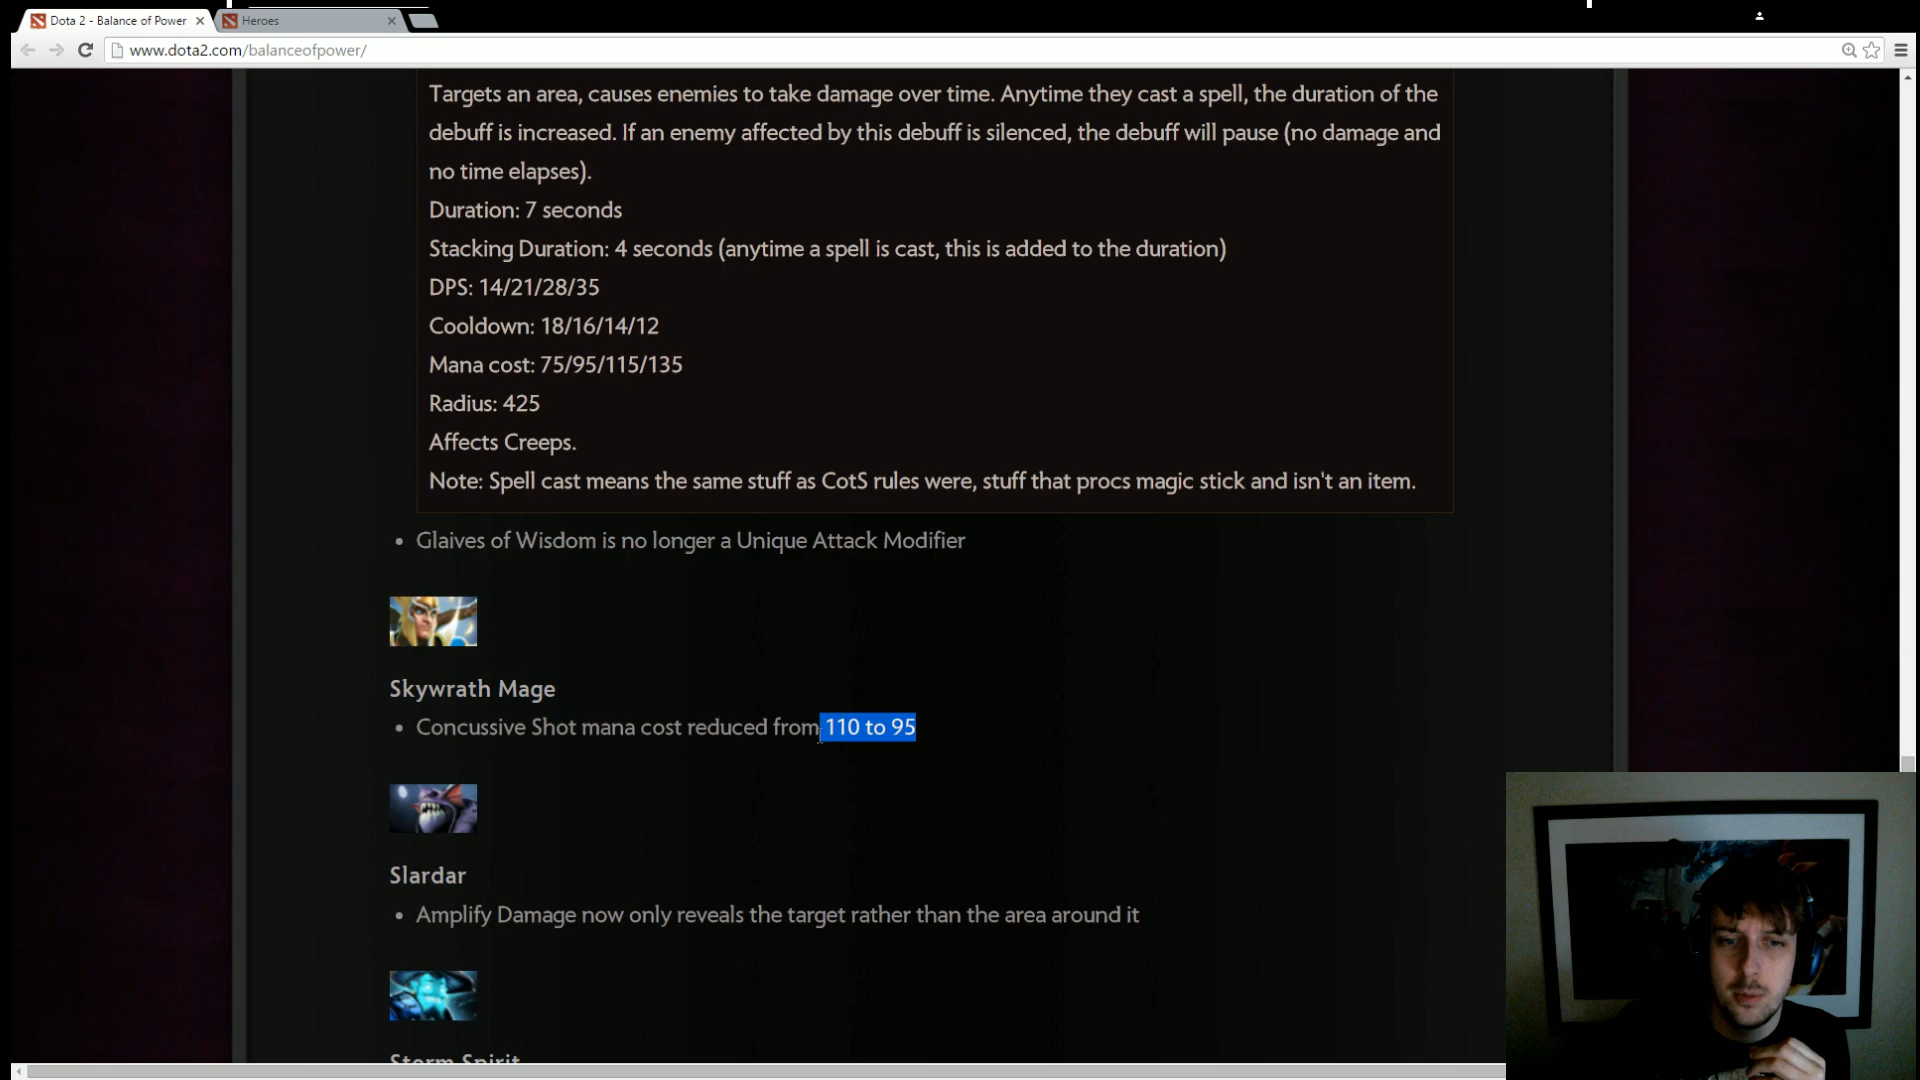 Dota 2 - Balance of Power
Heroes
www.dota2.com/balanceofpower/
Targets an area, causes enemies to take damage over time. Anytime they cast a spell, the duration of the
debuff is increased. If an enemy affected by this debuff is silenced, the debuff will pause (no damage and
no time elapses).
Duration: 7 seconds
Stacking Duration: 4 seconds (anytime a spell is cast, this is added to the duration)
DPS: 14/21/28/35
Cooldown: 18/16/14/12
Mana cost: 75/95/115/135
Radius: 425
Affects Creeps.
Note: Spell cast means the same stuff as CotS rules were, stuff that procs magic stick and isn't an item.
• Glaives of Wisdom is no longer a Unique Attack Modifier
Skywrath Mage
• Concussive Shot mana cost reduced from 110 to 95
Slardar
• Amplify Damage now only reveals the target rather than the area around it
Storm Spirit